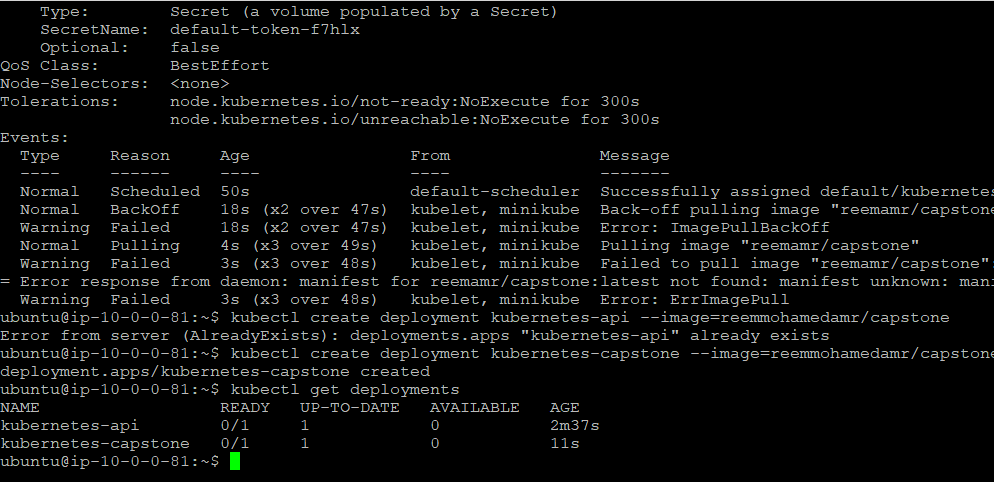 Type: Secret (a volume populated by a Secret)
SecretName: default-token-f7hlx
Optional: false
QoS Class: BestEffort
Node-Selectors: <none>
Tolerations: node.kubernetes.io/not-ready:NoExecute for 300s
node.kubernetes.io/unreachable:NoExecute for 300s
Events:
Type Reason Age From Message
---- ------ ---- ---- -------
Normal Scheduled 50s default-scheduler Successfully assigned default/kubernetes
Normal BackOff 18s (x2 over 47s) kubelet, minikube Back-off pulling image "reemamr/capstone
Warning Failed 18s (x2 over 47s) kubelet, minikube Error: ImagePullBackOff
Normal Pulling 4s (x3 over 49s) kubelet, minikube Pulling image "reemamr/capstone"
Warning Failed 3s (x3 over 48s) kubelet, minikube Failed to pull image "reemamr/capstone":
= Error response from daemon: manifest for reemamr/capstone:latest not found: manifest unknown: mani
Warning Failed 3s (x3 over 48s) kubelet, minikube Error: ErrImagePull
ubuntu@ip-10-0-0-81:~$ kubectl create deployment kubernetes-api --image=reemmohamedamr/capstone
Error from server (AlreadyExists): deployments.apps "kubernetes-api" already exists
ubuntu@ip-10-0-0-81:~$ kubectl create deployment kubernetes-capstone --image=reemmohamedamr/capstone
deployment.apps/kubernetes-capstone created
ubuntu@ip-10-0-0-81:~$ kubectl get deployments
NAME READY UP-TO-DATE AVAILABLE AGE
kubernetes-api 0/1 1 0 2m37s
kubernetes-capstone 0/1 1 0 11s
ubuntu@ip-10-0-0-81:~$